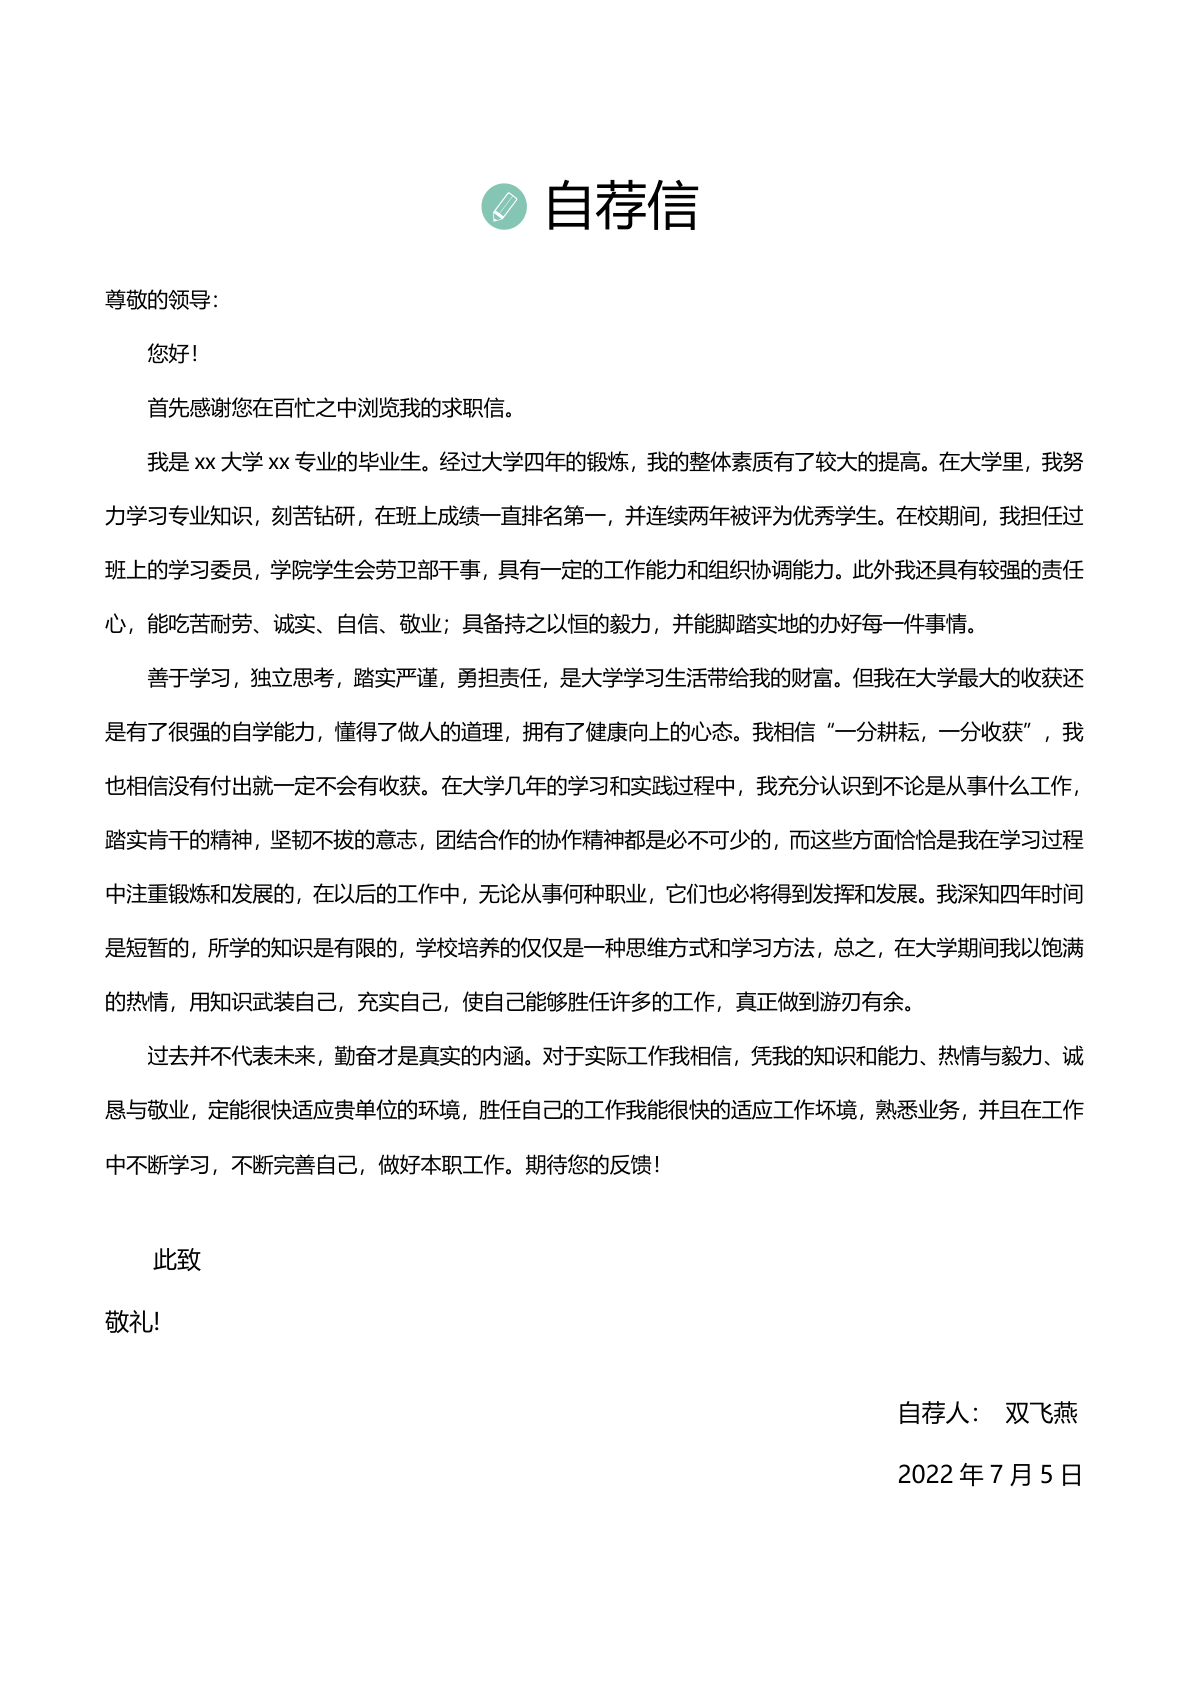 自荐信
尊敬的领导：
您好！
首先感谢您在百忙之中浏览我的求职信。
我是 xx 大学 xx 专业的毕业生。经过大学四年的锻炼，我的整体素质有了较大的提高。在大学里，我努
力学习专业知识，刻苦钻研，在班上成绩一直排名第一，并连续两年被评为优秀学生。在校期间，我担任过
班上的学习委员，学院学生会劳卫部干事，具有一定的工作能力和组织协调能力。此外我还具有较强的责任
心，能吃苦耐劳、诚实、自信、敬业；具备持之以恒的毅力，并能脚踏实地的办好每一件事情。
善于学习，独立思考，踏实严谨，勇担责任，是大学学习生活带给我的财富。但我在大学最大的收获还
是有了很强的自学能力，懂得了做人的道理，拥有了健康向上的心态。我相信“一分耕耘，一分收获”，我
也相信没有付出就一定不会有收获。在大学几年的学习和实践过程中，我充分认识到不论是从事什么工作，
踏实肯干的精神，坚韧不拔的意志，团结合作的协作精神都是必不可少的，而这些方面恰恰是我在学习过程
中注重锻炼和发展的，在以后的工作中，无论从事何种职业，它们也必将得到发挥和发展。我深知四年时间
是短暂的，所学的知识是有限的，学校培养的仅仅是一种思维方式和学习方法，总之，在大学期间我以饱满
的热情，用知识武装自己，充实自己，使自己能够胜任许多的工作，真正做到游刃有余。
过去并不代表未来，勤奋才是真实的内涵。对于实际工作我相信，凭我的知识和能力、热情与毅力、诚
恳与敬业，定能很快适应贵单位的环境，胜任自己的工作我能很快的适应工作坏境，熟悉业务，并且在工作
中不断学习，不断完善自己，做好本职工作。期待您的反馈！
此致
敬礼!
自荐人： 双飞燕
2022 年 7 月 5 日